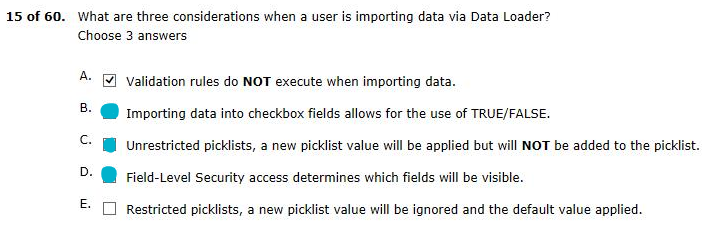 15 of 60. What are three considerations when a user is importing data via Data Loader?
Choose 3 answers
A. Validation rules do NOT execute when importing data.
B. Importing data into checkbox fields allows for the use of TRUE/FALSE.
C. Unrestricted picklists, a new picklist value will be applied but will NOT be added to the picklist.
D. Field-Level Security access determines which fields will be visible.
E. Restricted picklists, a new picklist value will be ignored and the default value applied.